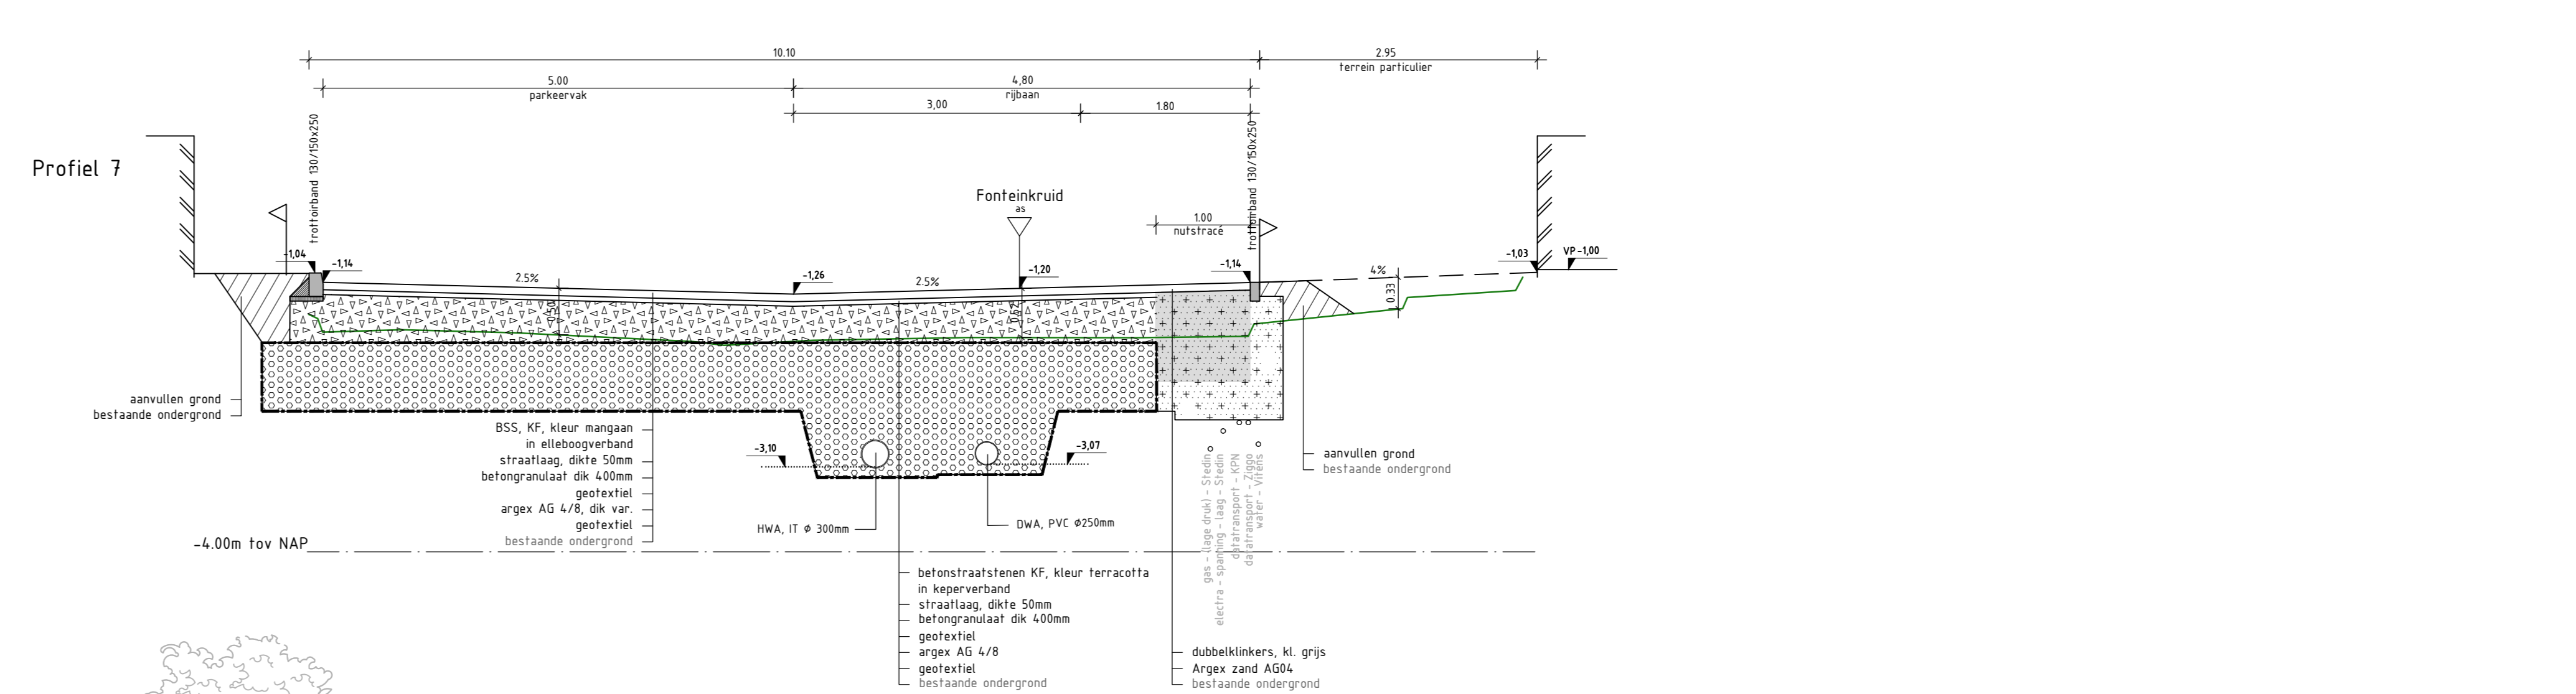 10.10
2.95
terrein particulier
5.00
parkeervak
4,80
rijbaan
3,00
1.80
trottoirband 130/150x250
trottoirband 130/150x250
Profiel 7
Fonteinkruid
as
1.00
nutstracé
-1,04
-1,14
2.5%
-1,26
2.5%
-1,20
-1,14
4%
-1,03
VP -1,00
0.50
0.33
aanvullen grond
bestaande ondergrond
BSS, KF, kleur mangaan
in elleboogverband
straatlaag, dikte 50mm
betongranulaat dik 400mm
geotextiel
argex AG 4/8, dik var.
geotextiel
bestaande ondergrond
-3,10
-3,07
HWA, IT Ø 300mm
DWA, PVC Ø250mm
gas - (lage druk) - Stedin
electra - spanning - laag - Stedin
datatransport - KPN
datatransport - Ziggo
water - Vitens
aanvullen grond
bestaande ondergrond
-4.00m tov NAP
betonstraatstenen KF, kleur terracotta
in keperverband
straatlaag, dikte 50mm
betongranulaat dik 400mm
geotextiel
argex AG 4/8
geotextiel
bestaande ondergrond
dubbelklinkers, kl. grijs
Argex zand AG04
bestaande ondergrond